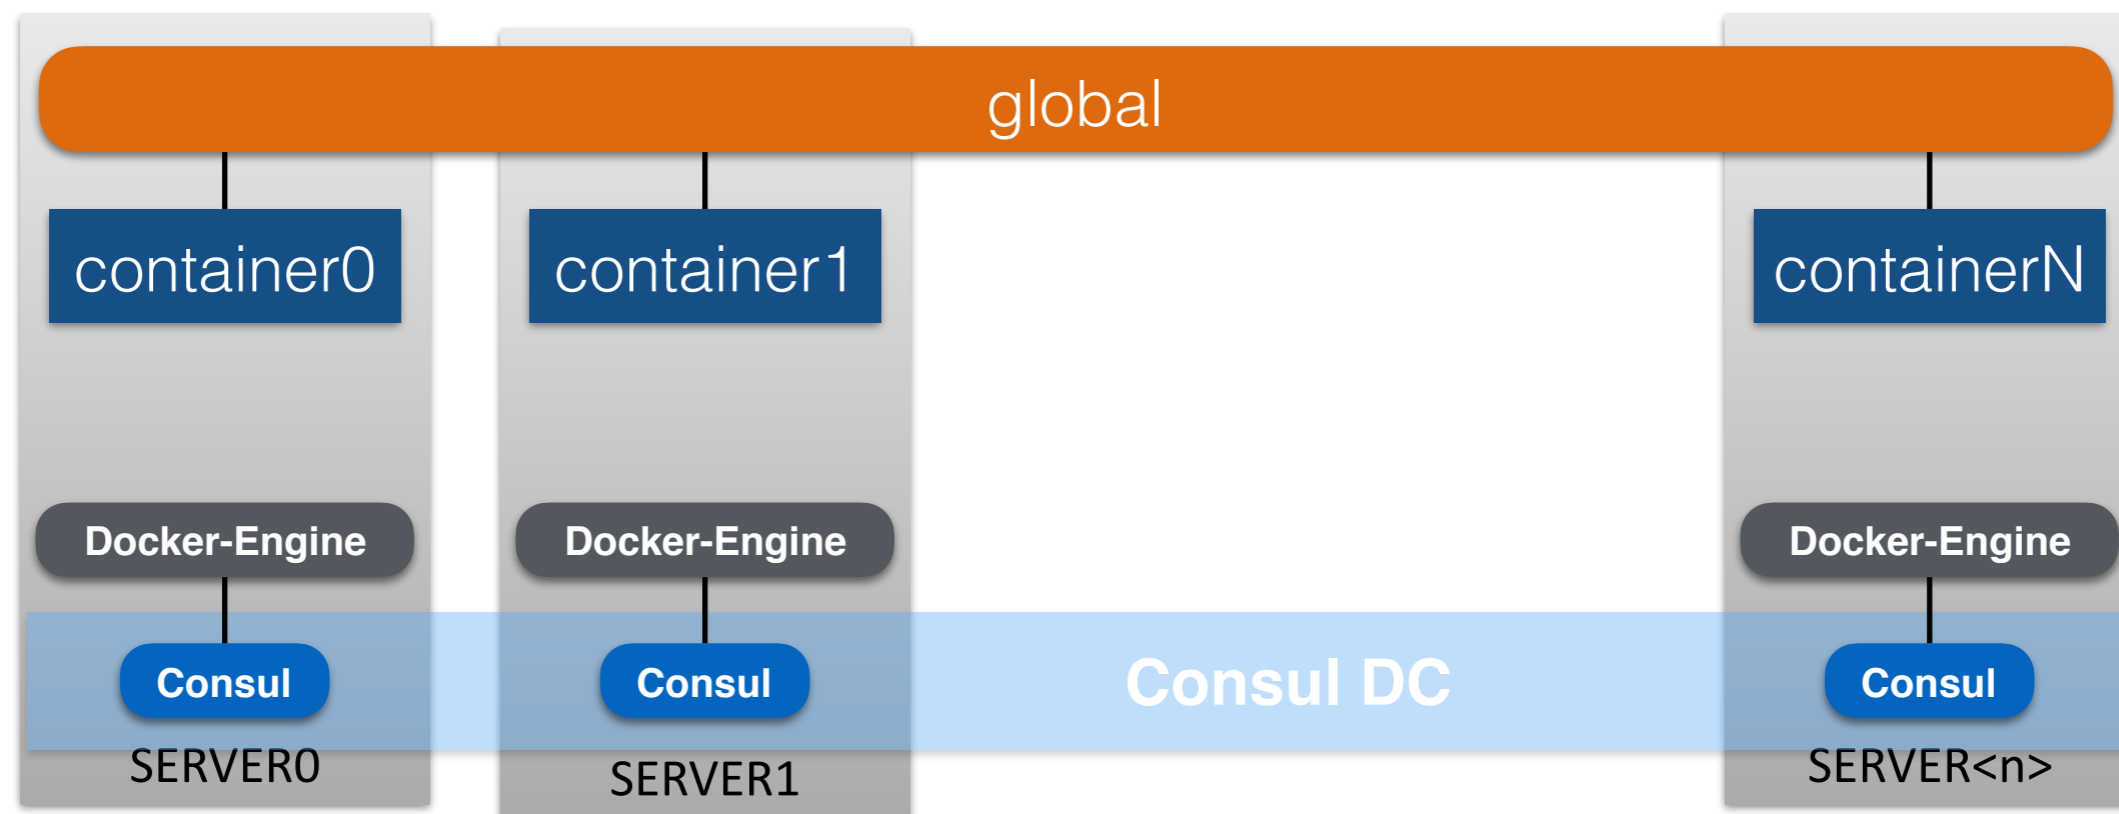 global
container0
container1
containerN
Docker-Engine
Docker-Engine
Docker-Engine
Consul
Consul
Consul DC
Consul
SERVER0
SERVER1
SERVER<n>